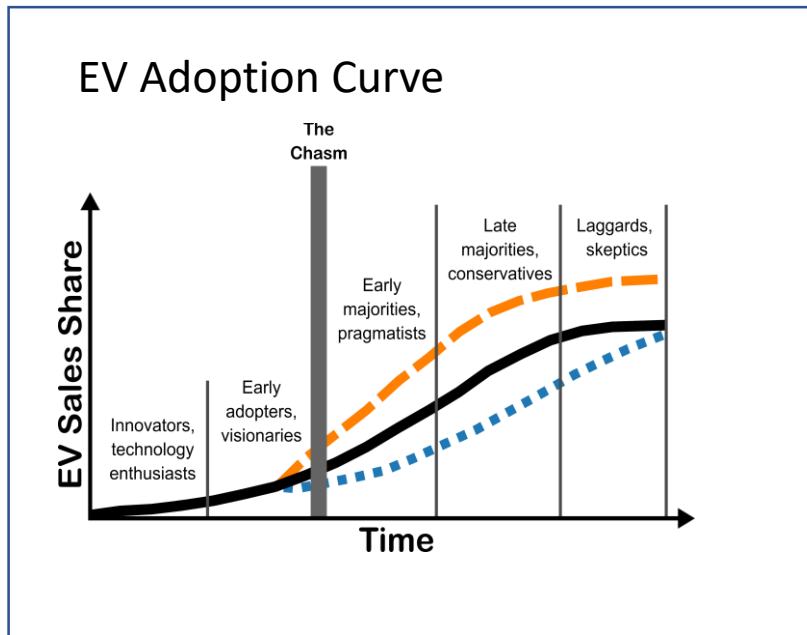 EV Adoption Curve
The
Chasm
Late
majorities,
conservatives
Laggards,
skeptics
Early
majorities,
pragmatists
Early
adopters,
visionaries
Innovators,
technology
enthusiasts
EV Sales Share
Time